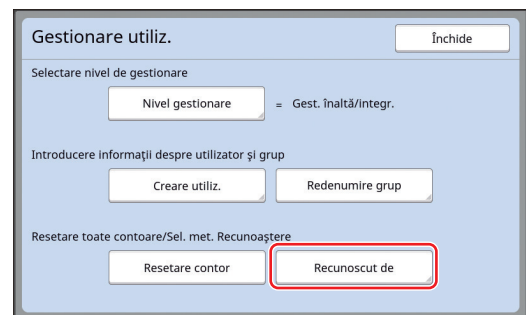 Gestionare utiliz.
Închide
Selectare nivel de gestionare
Nivel gestionare = Gest. înaltă/integr.
Introducere informații despre utilizator și grup
Creare utiliz. Redenumire grup
Resetare toate contoare/Sel. met. Recunoaștere
Resetare contor Recunoscut de